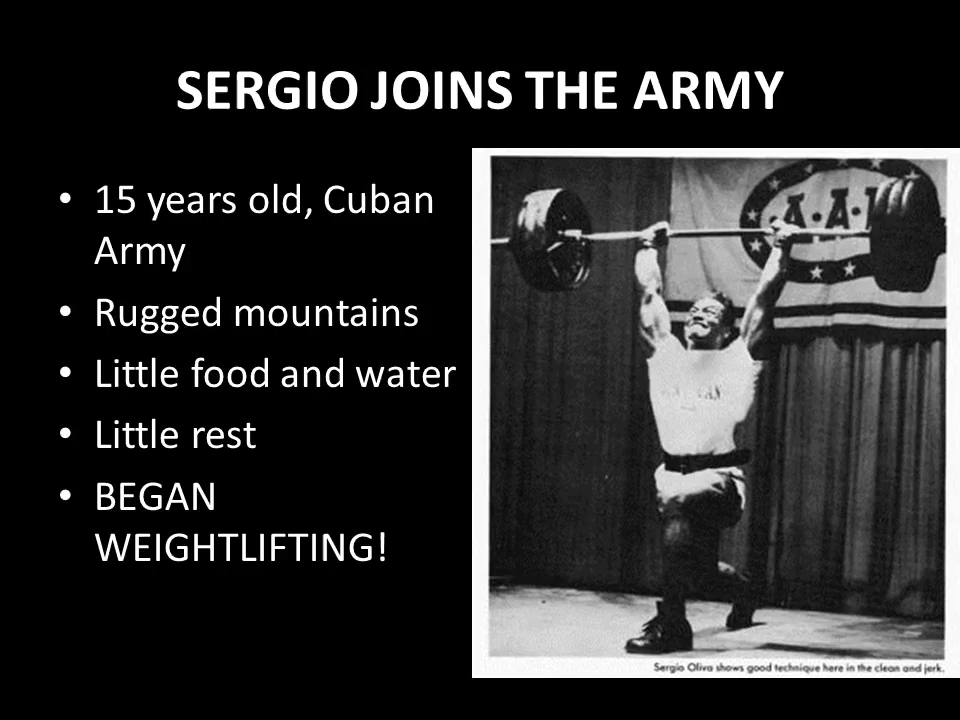 SERGIO JOINS THE ARMY
• 15 years old, Cuban
Army
• Rugged mountains
• Little food and water
• Little rest
• BEGAN
WEIGHTLIFTING!
Sergio Oliva shows good technique here in the clean and jerk.